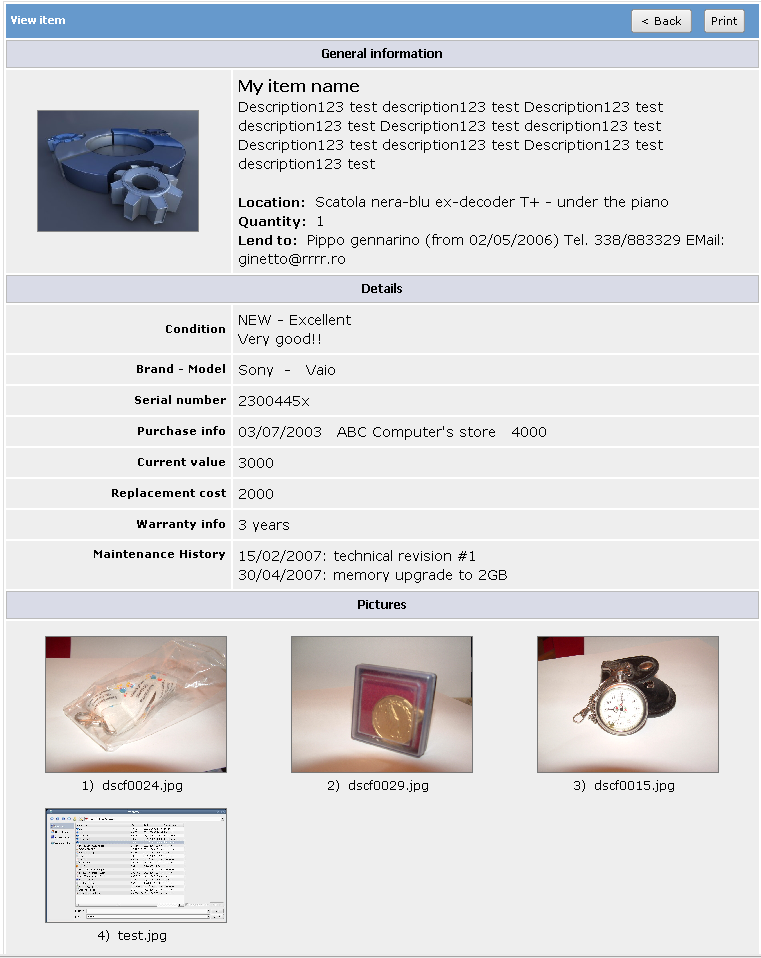 View item
< Back
Print
General information
My item name
Description123 test description123 test Description123 test
description123 test Description123 test description123 test
Description123 test description123 test Description123 test
description123 test
Location: Scatola nera-blu ex-decoder T+ - under the piano
Quantity: 1
Lend to: Pippo gennarino (from 02/05/2006) Tel. 338/883329 EMail:
ginetto@rrrr.ro
Details
Condition
NEW - Excellent
Very good!!
Brand - Model
Sony - Vaio
Serial number
2300445x
Purchase info
03/07/2003 ABC Computer's store 4000
Current value
3000
Replacement cost
2000
Warranty info
3 years
Maintenance History
15/02/2007: technical revision #1
30/04/2007: memory upgrade to 2GB
Pictures
1) dscf0024.jpg
2) dscf0029.jpg
3) dscf0015.jpg
4) test.jpg